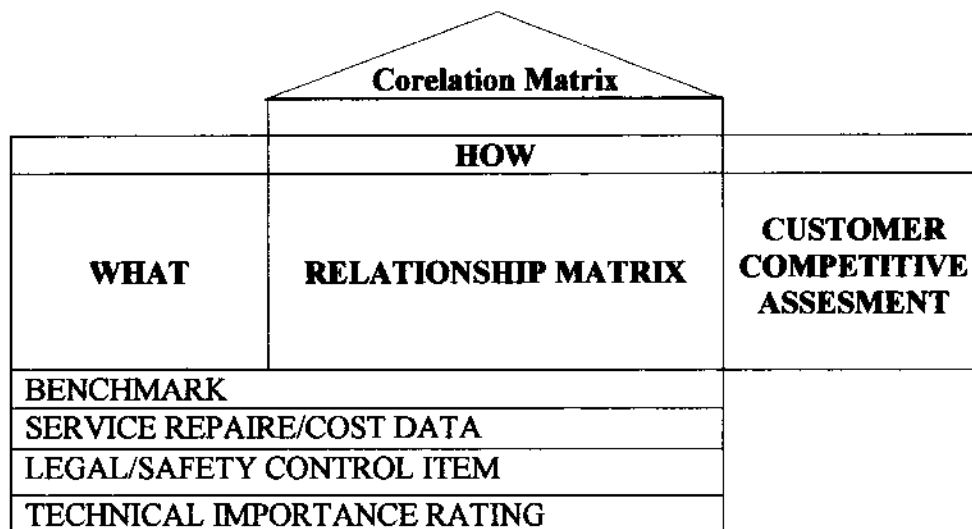 Corelation Matrix
HOW
WHAT
RELATIONSHIP MATRIX
CUSTOMER
COMPETITIVE
ASSESMENT
BENCHMARK
SERVICE REPAIRE/COST DATA
LEGAL/SAFETY CONTROL ITEM
TECHNICAL IMPORTANCE RATING